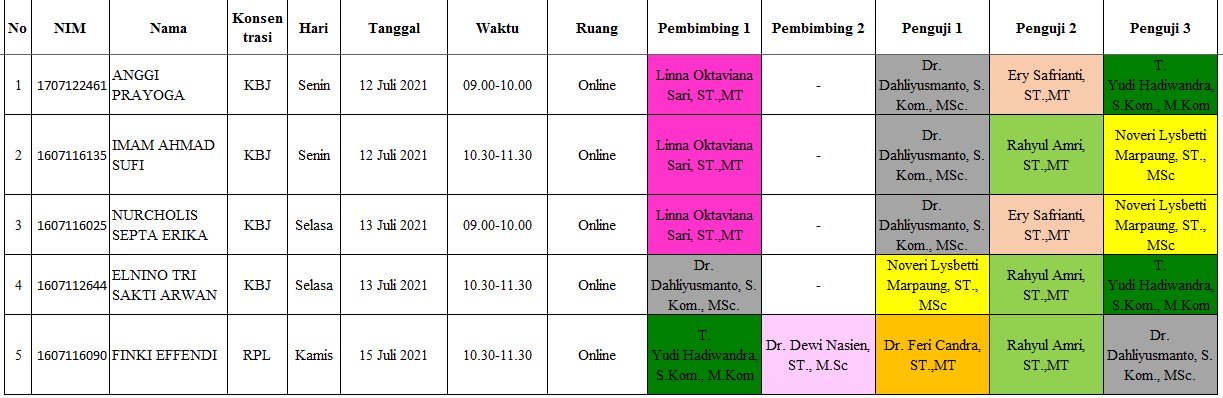 No NIM Nama Konsen trasi Hari Tanggal Waktu Ruang Pembimbing 1 Pembimbing 2 Penguji 1 Penguji 2 Penguji 3
1 1707122461 ANGGI PRAYOGA KBJ Senin 12 Juli 2021 09.00-10.00 Online Linna Oktaviana Sari, ST.,MT - Dr. Dahliyusmanto, S. Kom., MSc. Ery Safrianti, ST.,MT T. Yudi Hadiwandra, S.Kom., M.Kom
2 1607116135 IMAM AHMAD SUFI KBJ Senin 12 Juli 2021 10.30-11.30 Online Linna Oktaviana Sari, ST.,MT - Dr. Dahliyusmanto, S. Kom., MSc. Rahyul Amri, ST.,MT Noveri Lysbetti Marpaung, ST., MSc
3 1607116025 NURCHOLIS SEPTA ERIKA KBJ Selasa 13 Juli 2021 09.00-10.00 Online Linna Oktaviana Sari, ST.,MT - Dr. Dahliyusmanto, S. Kom., MSc. Ery Safrianti, ST.,MT Noveri Lysbetti Marpaung, ST., MSc
4 1607112644 ELNINO TRI SAKTI ARWAN KBJ Selasa 13 Juli 2021 10.30-11.30 Online Dr. Dahliyusmanto, S. Kom., MSc. - Noveri Lysbetti Marpaung, ST., MSc Rahyul Amri, ST.,MT T. Yudi Hadiwandra, S.Kom., M.Kom
5 1607116090 FINKI EFFENDI RPL Kamis 15 Juli 2021 10.30-11.30 Online T. Yudi Hadiwandra, S.Kom., M.Kom Dr. Dewi Nasien, ST., M.Sc Dr. Feri Candra, ST.,MT Rahyul Amri, ST.,MT Dr. Dahliyusmanto, S. Kom., MSc.